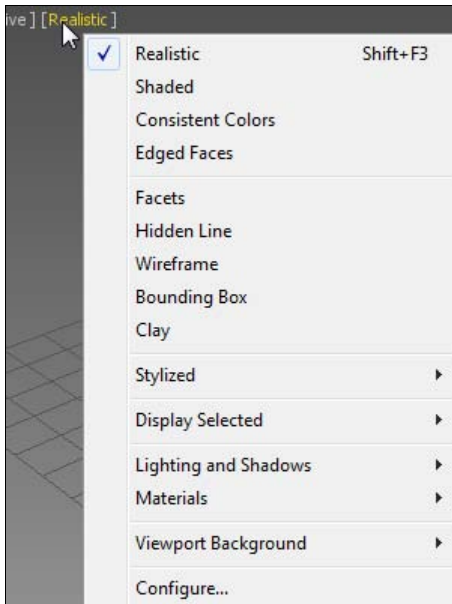 ive ] [Realistic ]
Realistic Shift+F3
Shaded
Consistent Colors
Edged Faces
Facets
Hidden Line
Wireframe
Bounding Box
Clay
Stylized
Display Selected
Lighting and Shadows
Materials
Viewport Background
Configure...